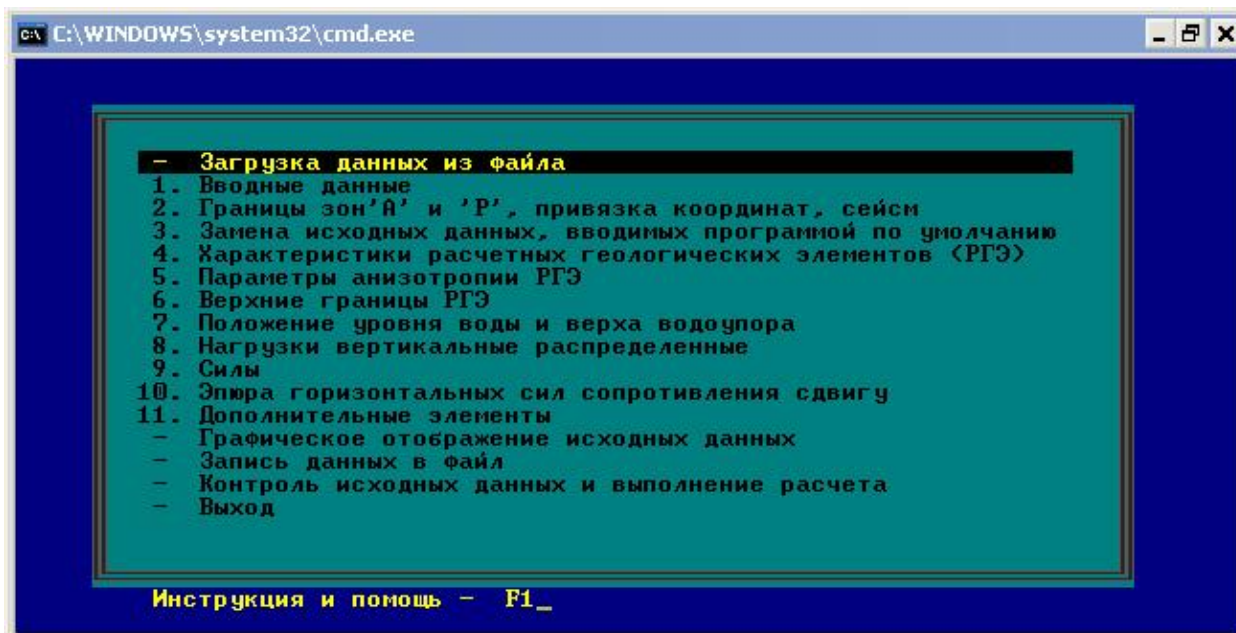 C:\WINDOWS\system32\cmd.exe
- Загрузка данных из файла
1. Вводные данные
2. Границы зон'А' и 'Р', привязка координат, сейсм
3. Замена исходных данных, вводимых программой по умолчанию
4. Характеристики расчетных геологических элементов (РГЭ)
5. Параметры анизотропии РГЭ
6. Верхние границы РГЭ
7. Положение уровня воды и верха водоупора
8. Нагрузки вертикальные распределенные
9. Силы
10. Эпюра горизонтальных сил сопротивления сдвигу
11. Дополнительные элементы
- Графическое отображение исходных данных
- Запись данных в файл
- Контроль исходных данных и выполнение расчета
- Выход
Инструкция и помощь - F1_